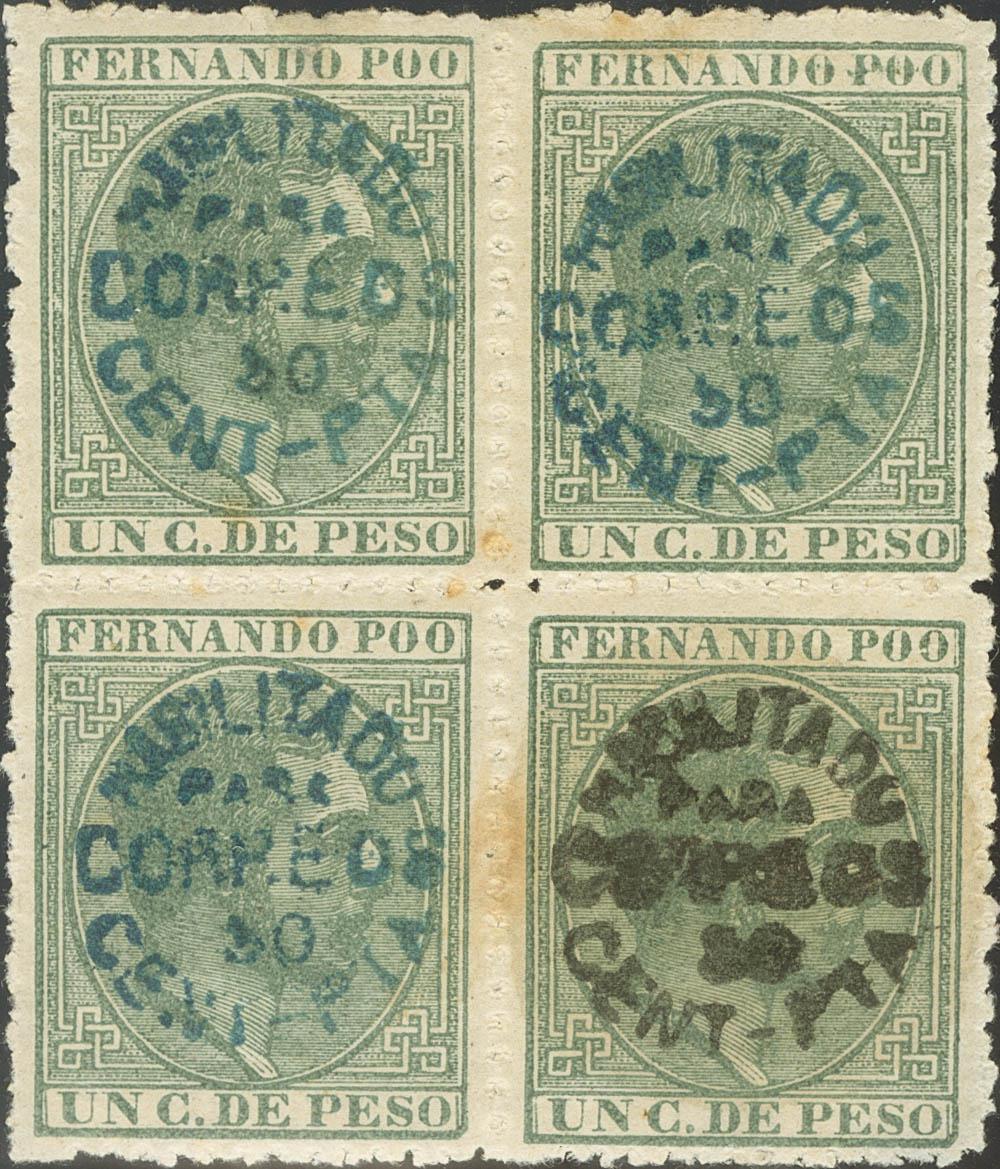 FERNANDO POO
HABILITADO
PARA
CORREOS
50
CENT-PTA
UN C. DE PESO
FERNANDO POO
HABILITADO
PARA
CORREOS
50
CENT-PTA
UN C. DE PESO
FERNANDO POO
HABILITADO
PARA
CORREOS
50
CENT-PTA
UN C. DE PESO
FERNANDO POO
HABILITADO
PARA
CORREOS
50
CENT-PTA
UN C. DE PESO